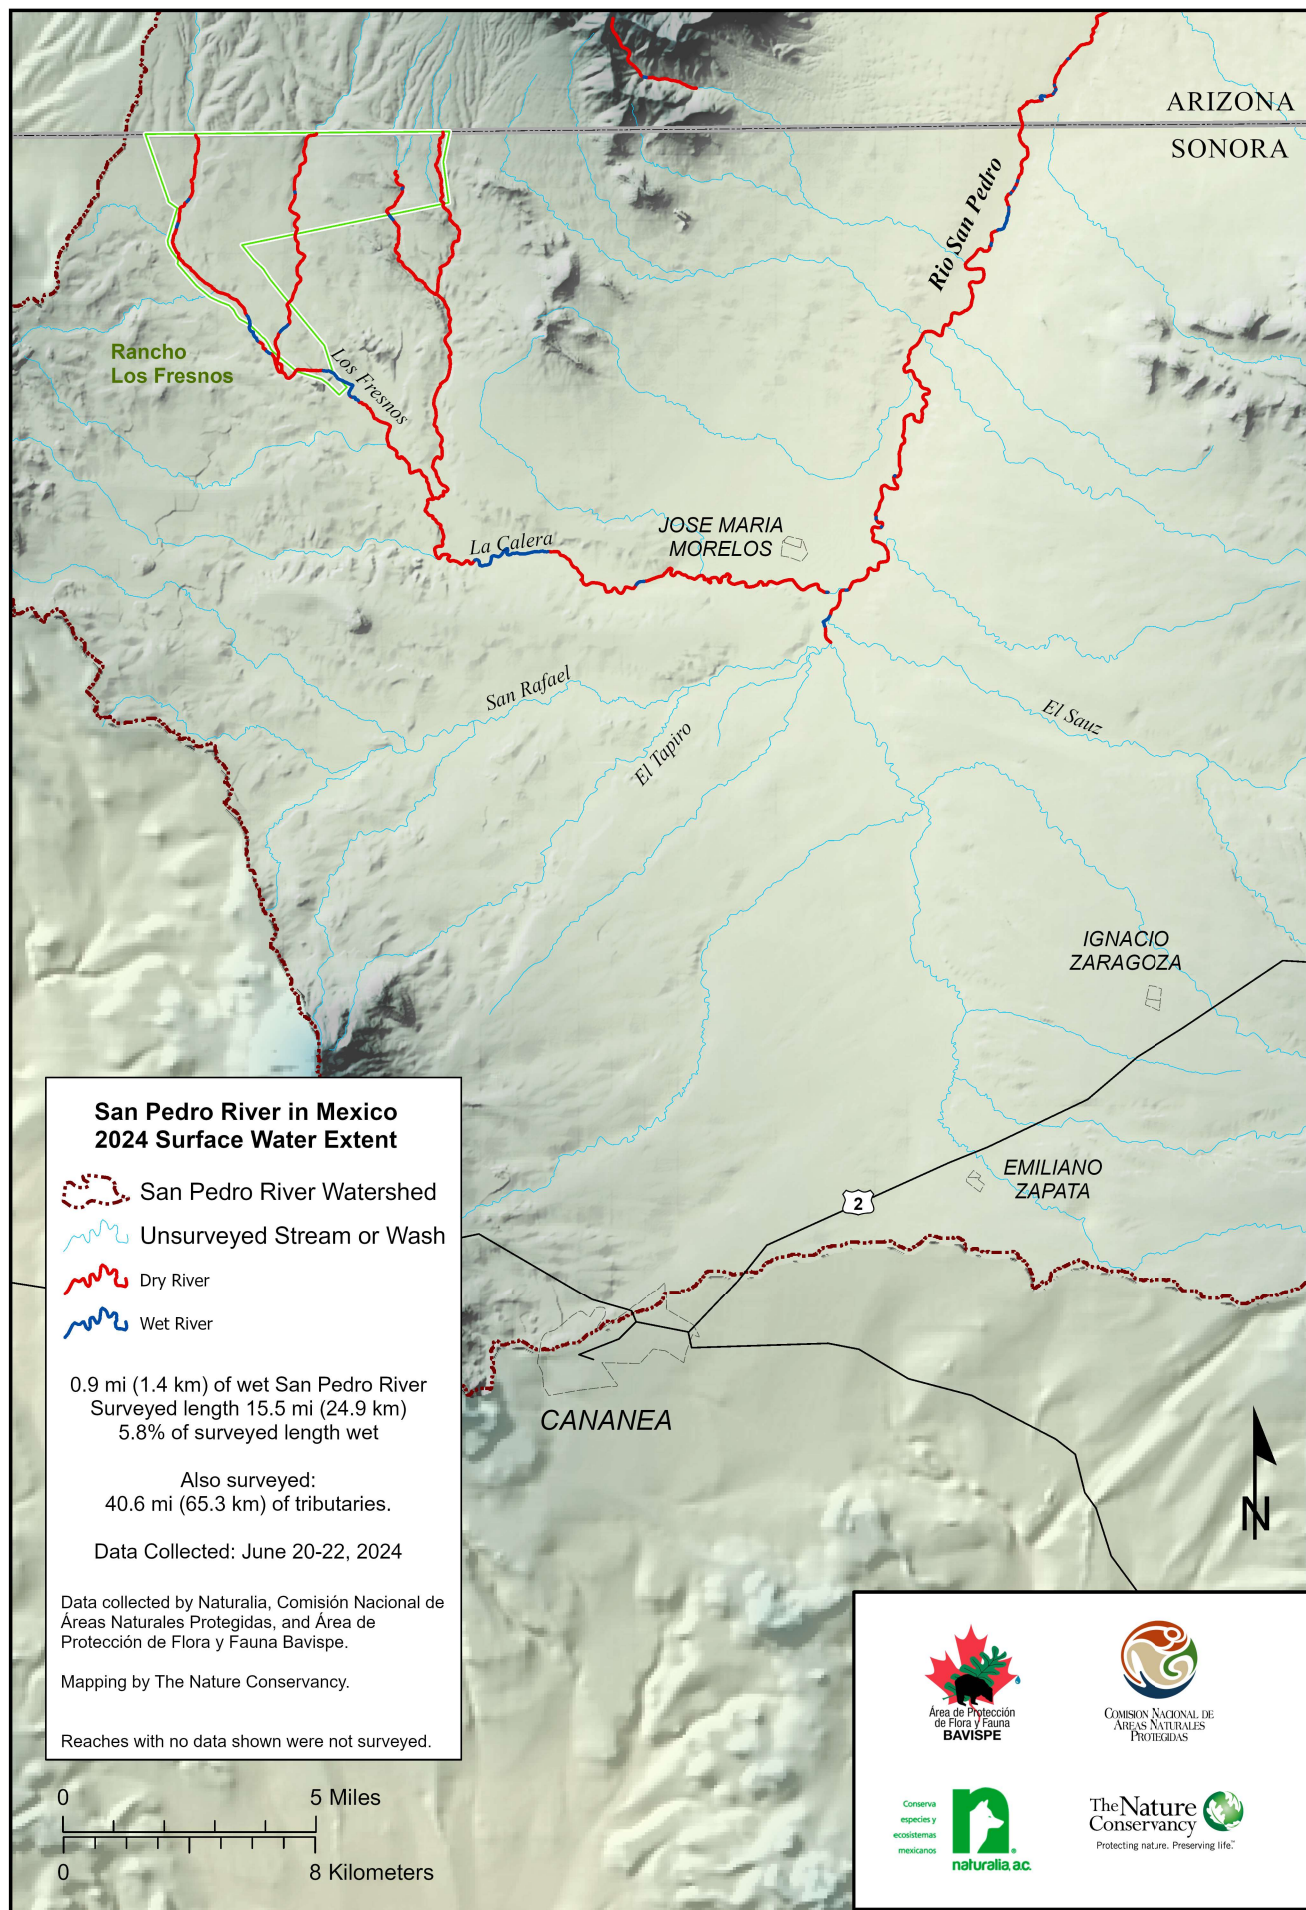 ARIZONA
SONORA
Rio San Pedro
Rancho
Los Fresnos
Los Fresnos
La Calera
JOSE MARIA
MORELOS
San Rafael
El Tapiro
El Sauz
IGNACIO
ZARAGOZA
EMILIANO
ZAPATA
2
CANANEA
San Pedro River in Mexico
2024 Surface Water Extent
San Pedro River Watershed
Unsurveyed Stream or Wash
Dry River
Wet River
0.9 mi (1.4 km) of wet San Pedro River
Surveyed length 15.5 mi (24.9 km)
5.8% of surveyed length wet
Also surveyed:
40.6 mi (65.3 km) of tributaries.
Data Collected: June 20-22, 2024
Data collected by Naturalia, Comisión Nacional de
Áreas Naturales Protegidas, and Área de
Protección de Flora y Fauna Bavispe.
Mapping by The Nature Conservancy.
Reaches with no data shown were not surveyed.
0 5 Miles
0 8 Kilometers
N
Área de Protección
de Flora y Fauna
BAVISPE
COMISION NACIONAL DE
AREAS NATURALES
PROTEGIDAS
Conserva
especies y
ecosistemas
mexicanos
n
naturalia, a.c.
The Nature
Conservancy
Protecting nature. Preserving life.™